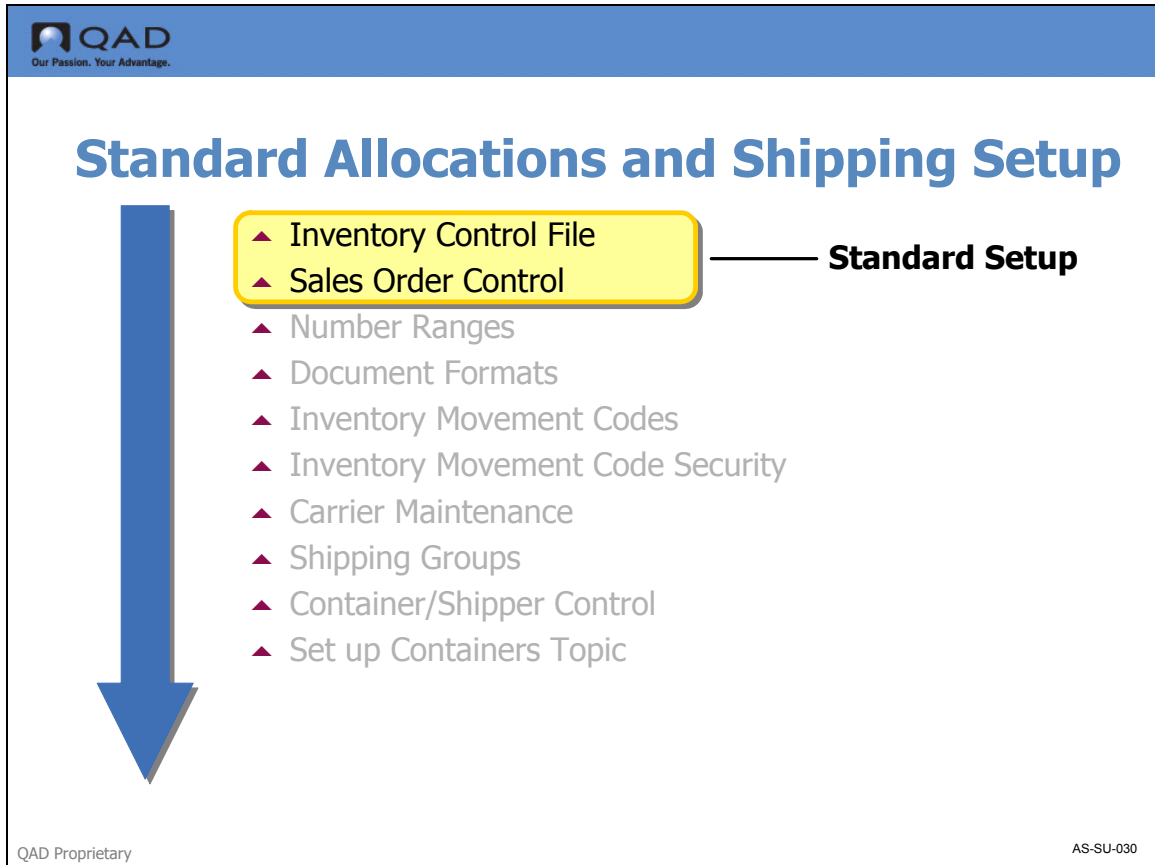 QAD
Our Passion. Your Advantage.
Standard Allocations and Shipping Setup
Inventory Control File
Sales Order Control
Standard Setup
Number Ranges
Document Formats
Inventory Movement Codes
Inventory Movement Code Security
Carrier Maintenance
Shipping Groups
Container/Shipper Control
Set up Containers Topic
QAD Proprietary
AS-SU-030